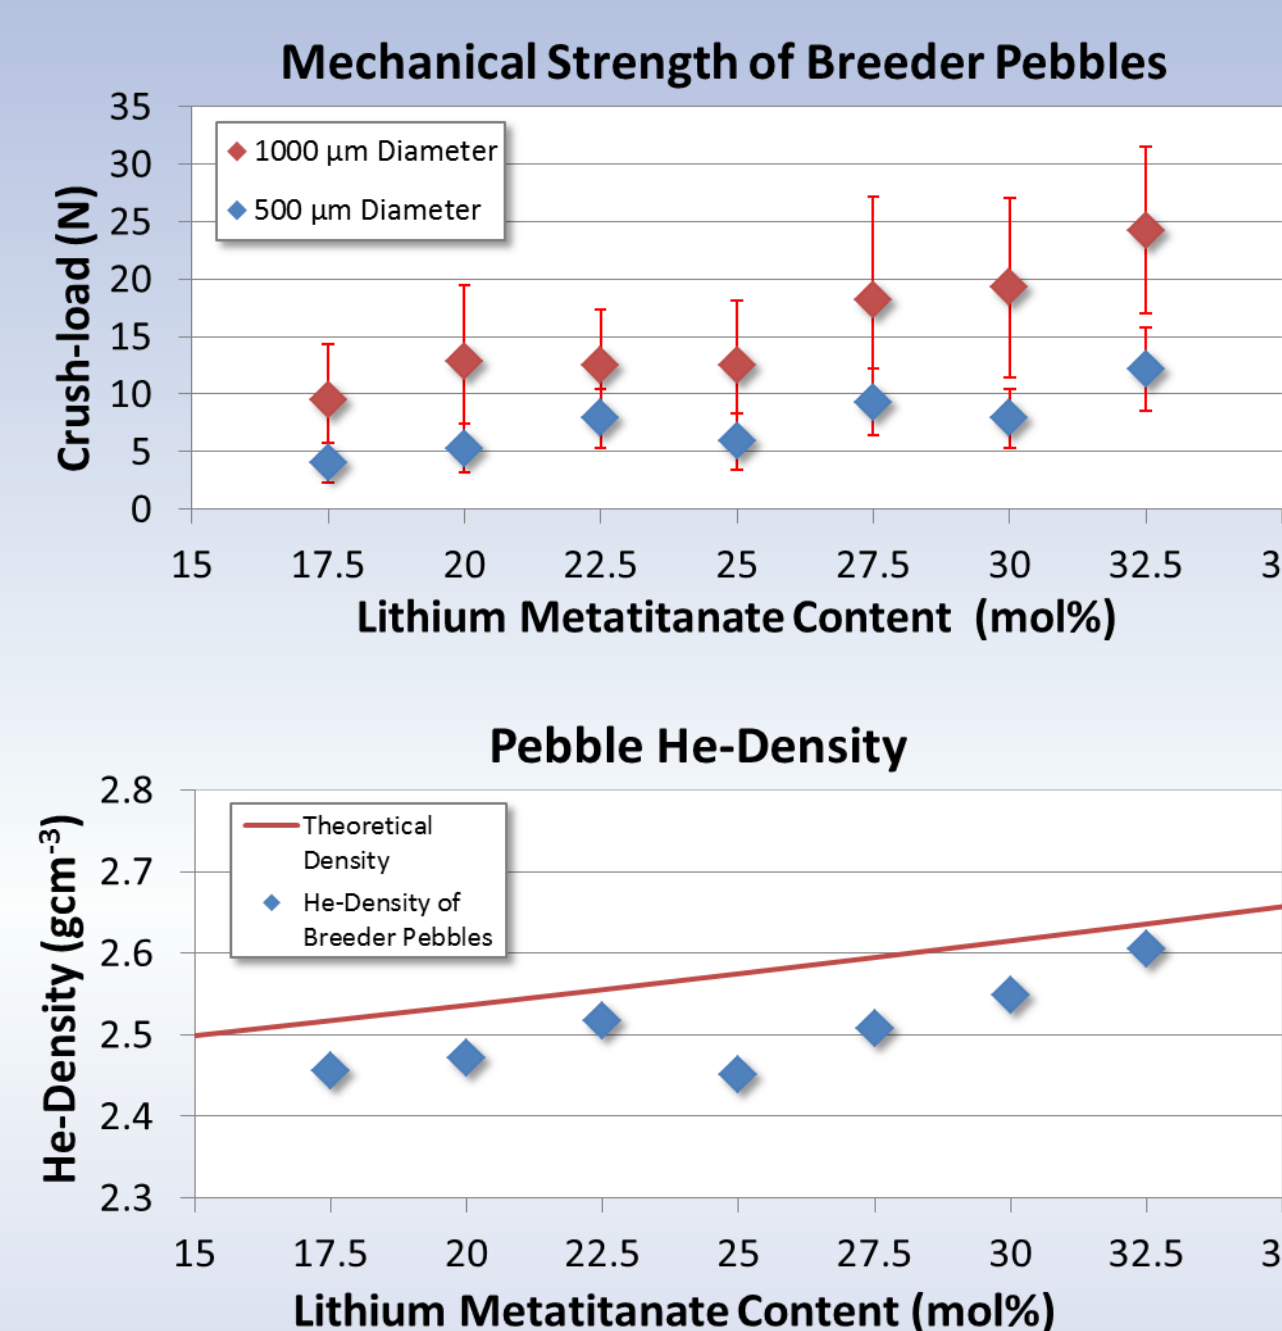 Mechanical Strength of Breeder Pebbles
35
30
25
20
15
10
5
0
Crush-load (N)
1000 µm Diameter
500 µm Diameter
15 17.5 20 22.5 25 27.5 30 32.5 3
Lithium Metatitanate Content (mol%)
Pebble He-Density
2.8
2.7
2.6
2.5
2.4
2.3
He-Density (gcm⁻³)
Theoretical
Density
He-Density of
Breeder Pebbles
15 17.5 20 22.5 25 27.5 30 32.5 3
Lithium Metatitanate Content (mol%)